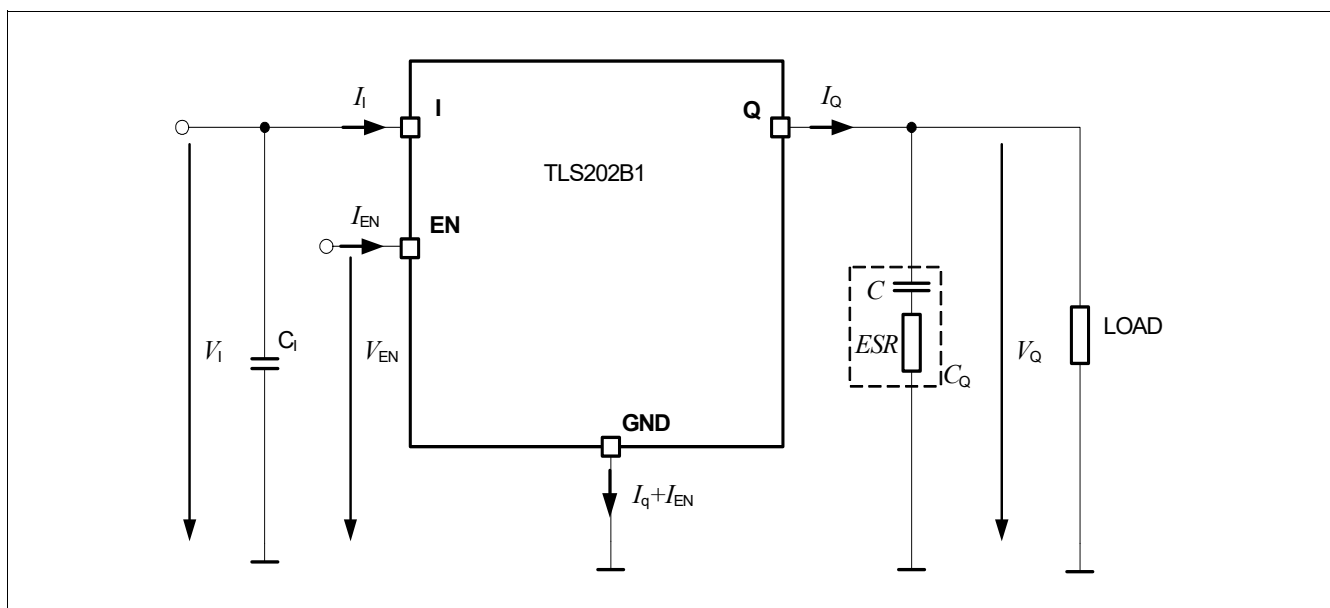 I_I
I
Q
I_Q
TLS202B1
I_EN
EN
C
V_I
C_I
V_EN
ESR
V_Q
LOAD
C_Q
GND
I_q+I_EN